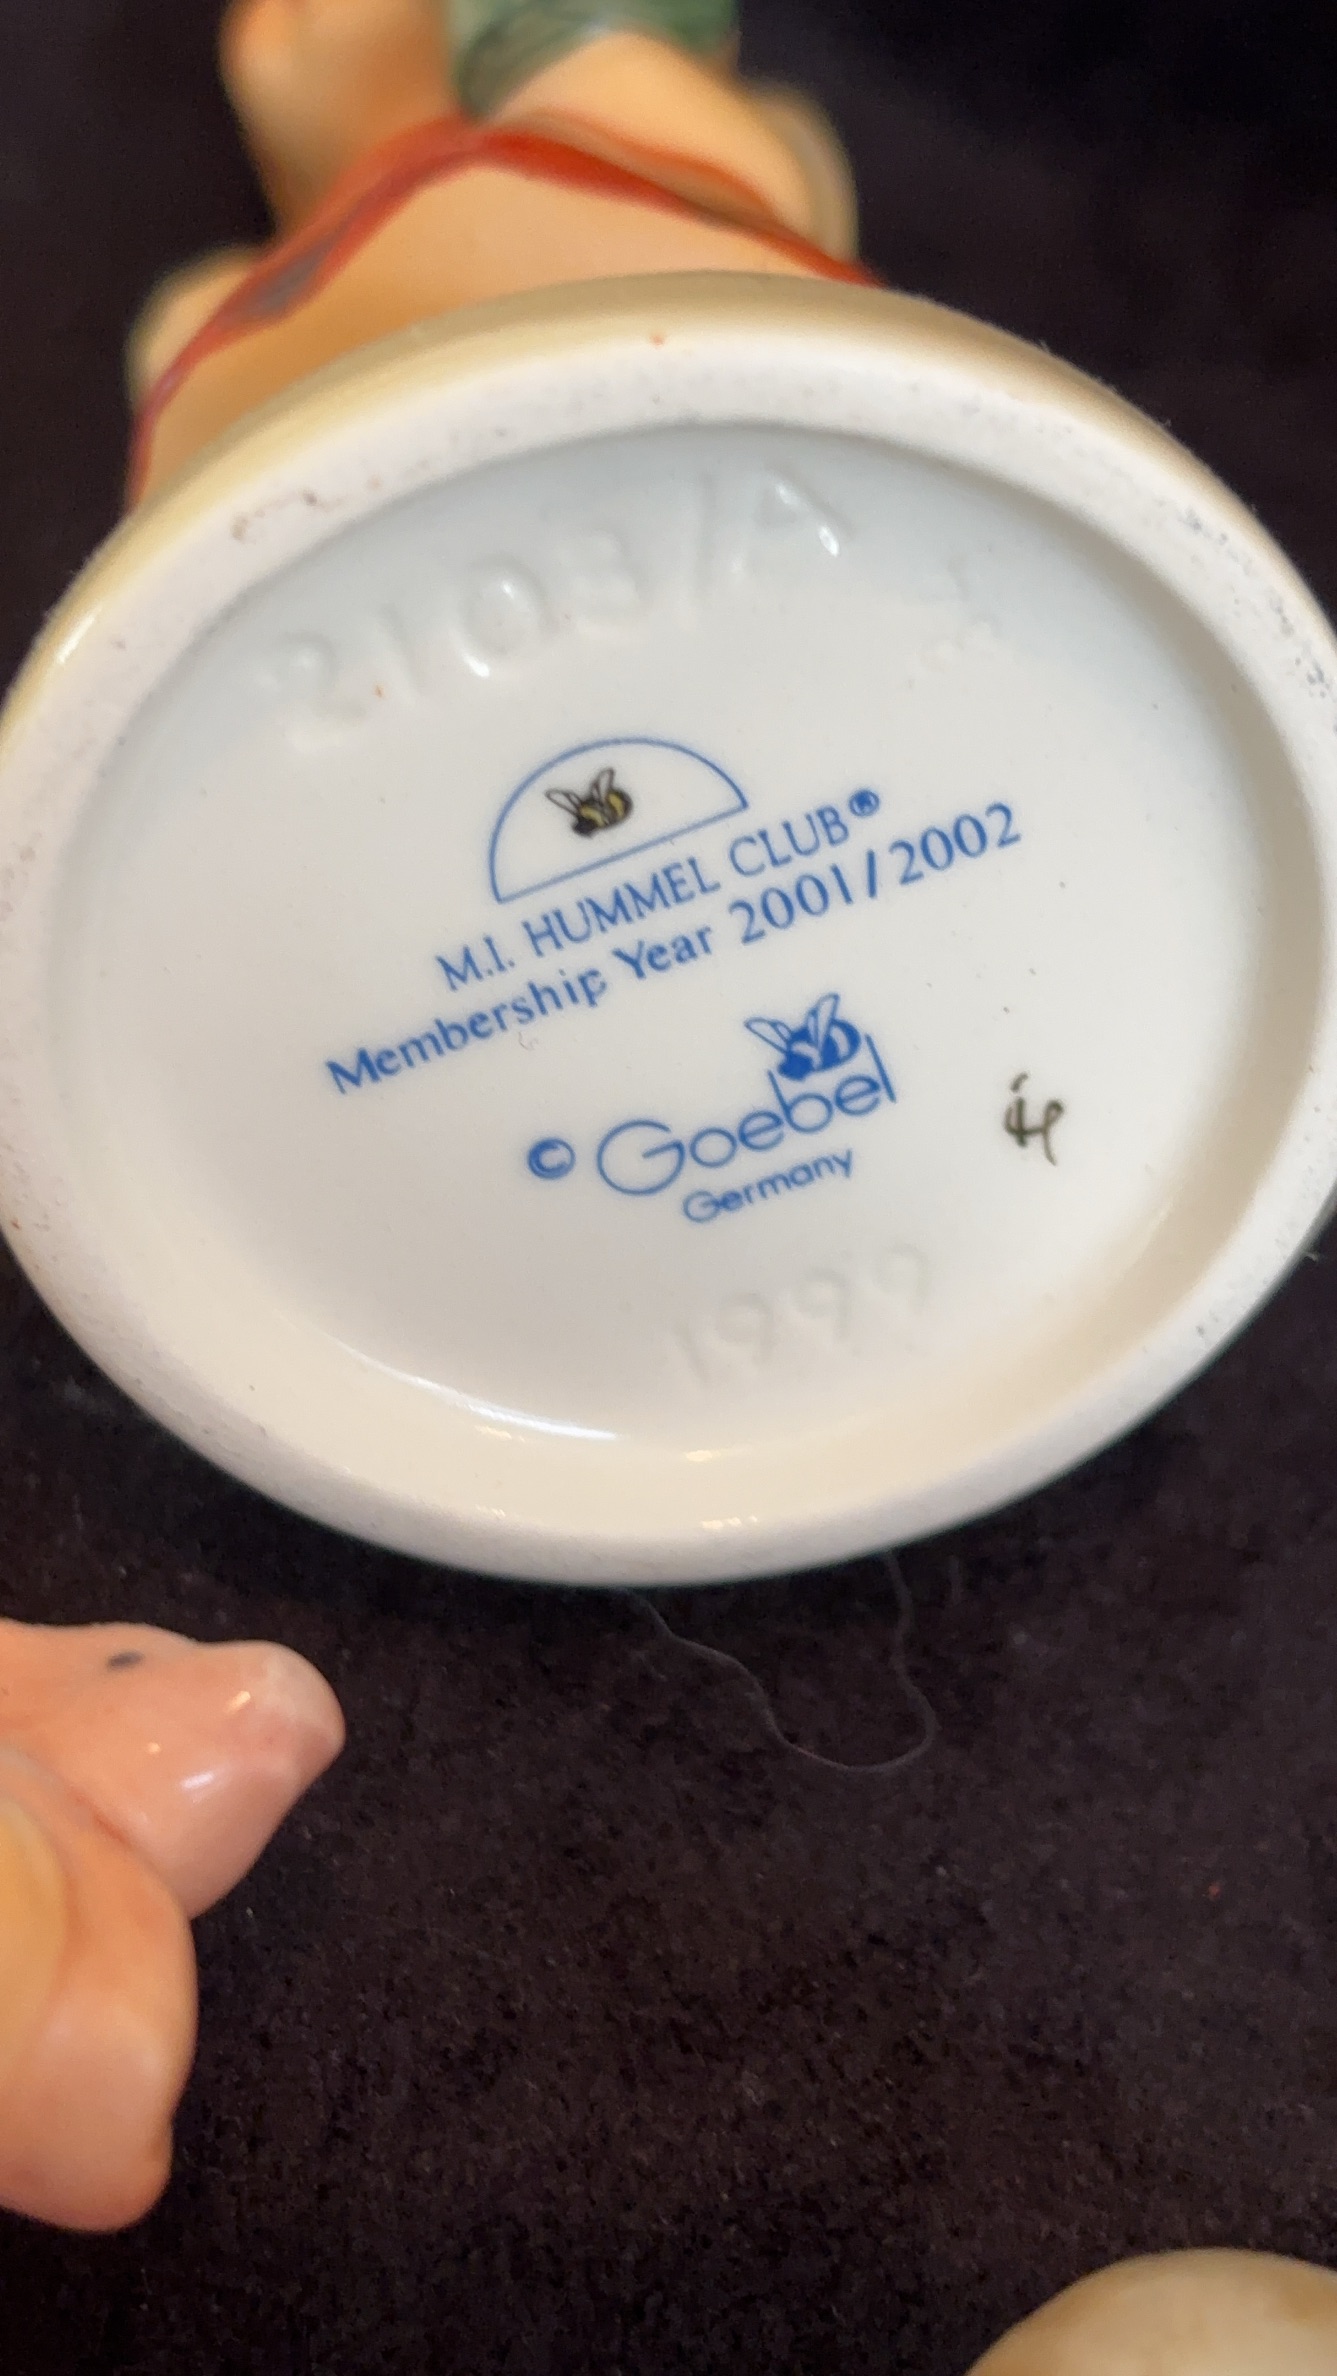 2103/A
M.I. HUMMEL CLUB®
Membership Year 2001/2002
© Goebel
Germany
1999